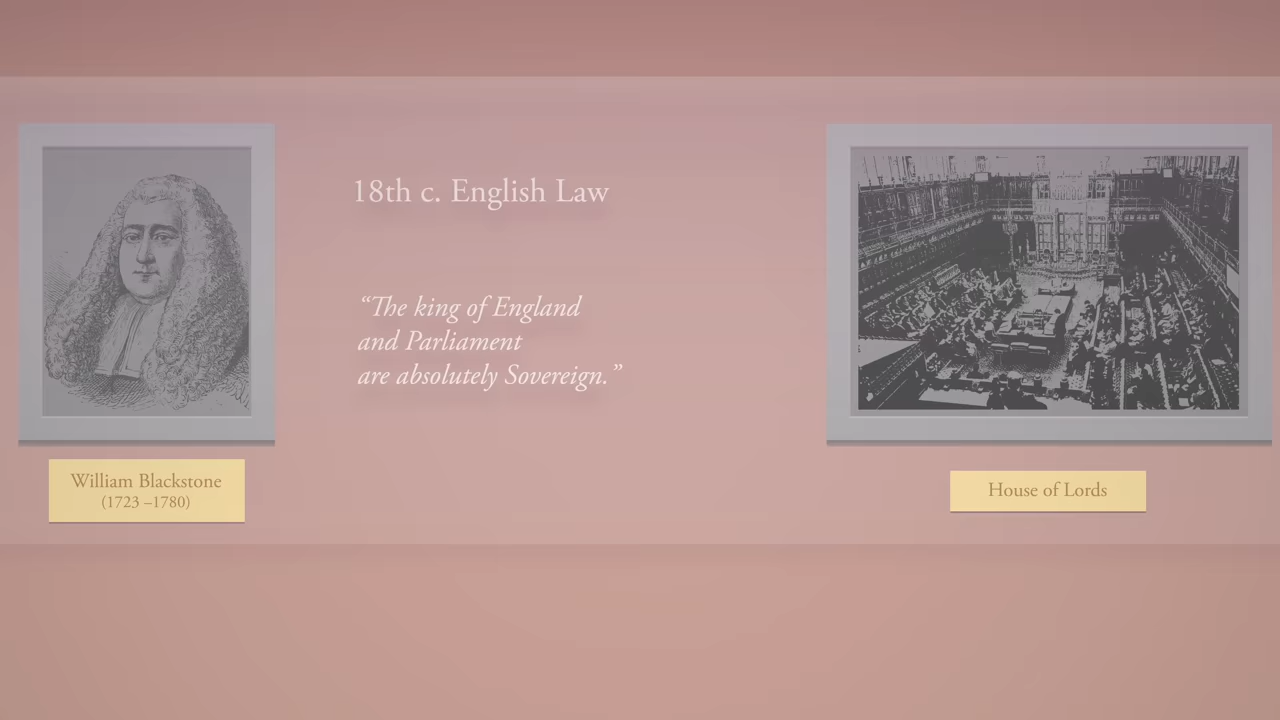 18th c. English Law
“The king of England
and Parliament
are absolutely Sovereign.”
William Blackstone
(1723 –1780)
House of Lords